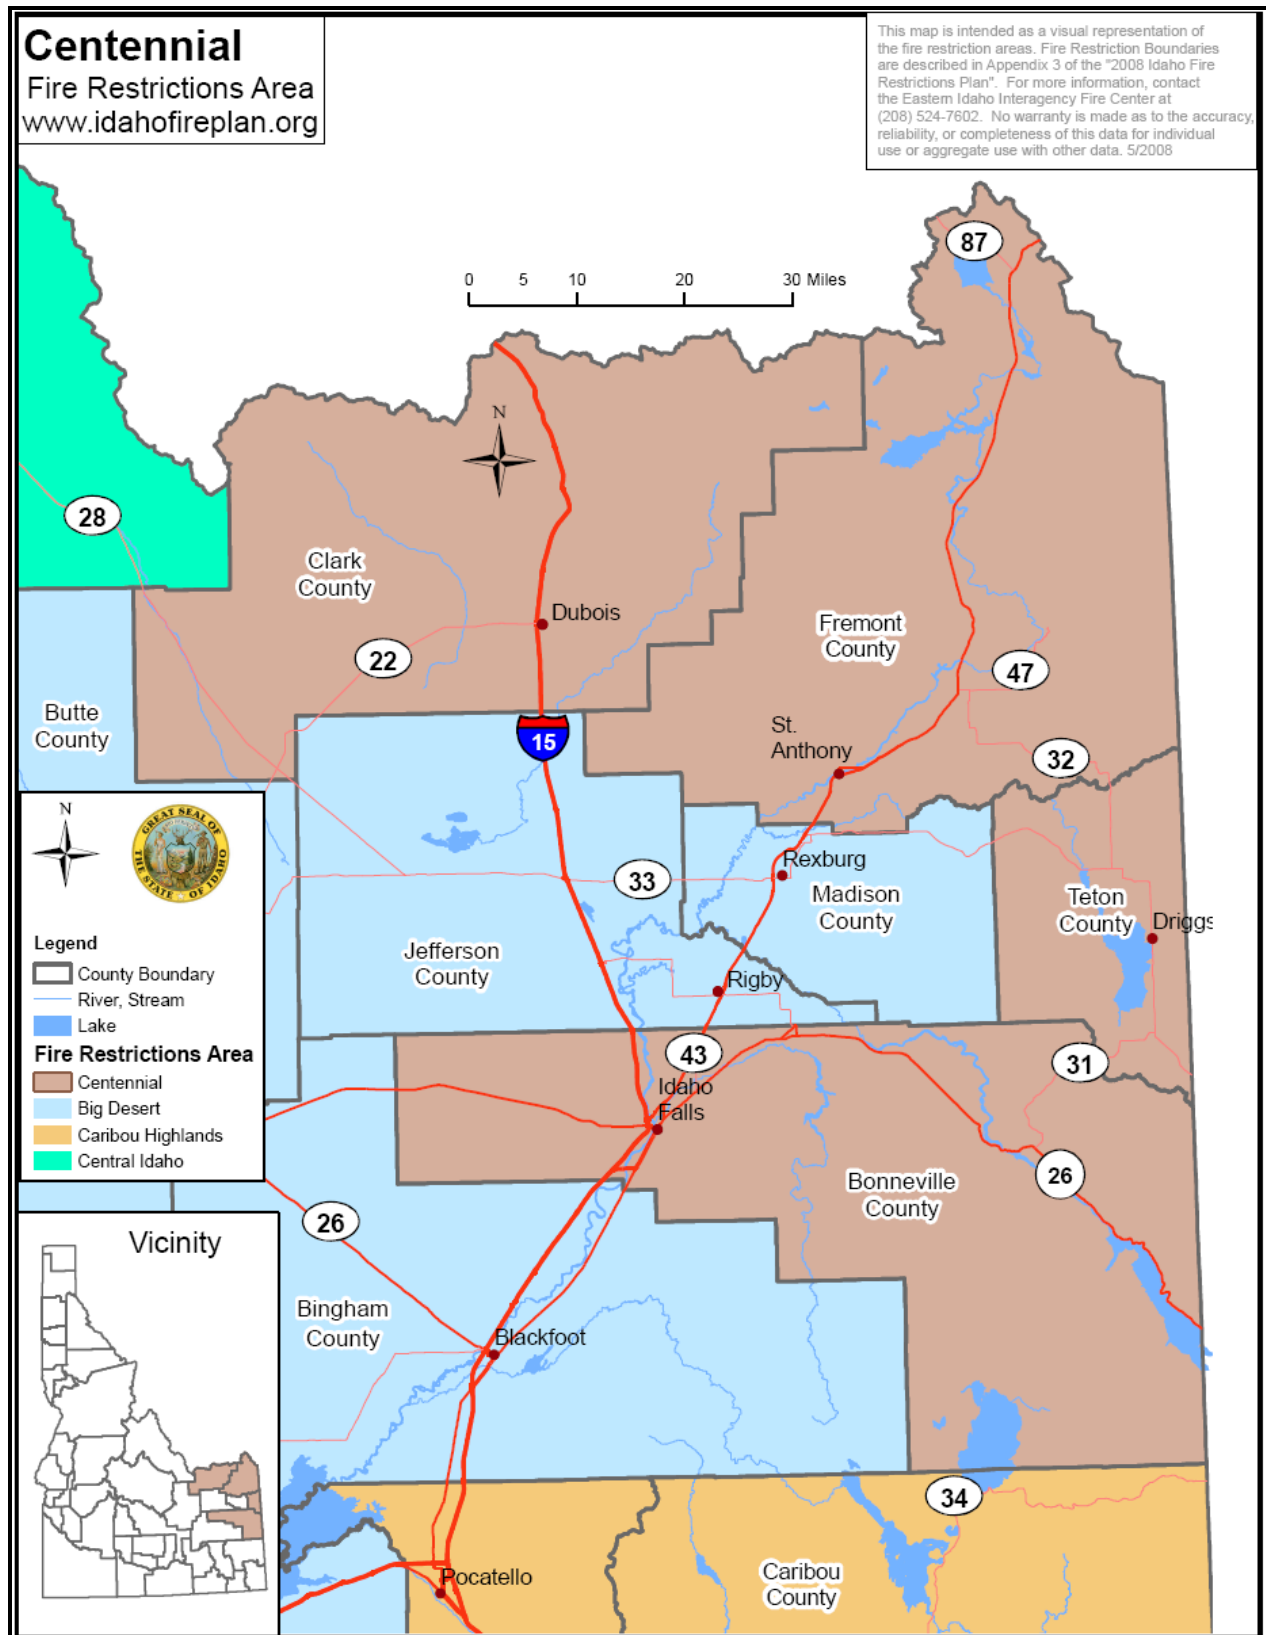 Centennial
Fire Restrictions Area
www.idahofireplan.org
This map is intended as a visual representation of
the fire restriction areas. Fire Restriction Boundaries
are described in Appendix 3 of the "2008 Idaho Fire
Restrictions Plan". For more information, contact
the Eastern Idaho Interagency Fire Center at
(208) 524-7602. No warranty is made as to the accuracy,
reliability, or completeness of this data for individual
use or aggregate use with other data. 5/2008
87
0 5 10 20 30 Miles
N
28
Clark
County
Dubois
22
Fremont
County
47
Butte
County
15
St.
Anthony
32
N
GREAT SEAL OF
THE STATE OF IDAHO
33
Rexburg
Madison
County
Teton
County
Driggs
Jefferson
County
Rigby
Legend
County Boundary
River, Stream
Lake
Fire Restrictions Area
Centennial
Big Desert
Caribou Highlands
Central Idaho
43
31
Idaho
Falls
26
Bonneville
County
26
Vicinity
Bingham
County
Blackfoot
34
Pocatello
Caribou
County